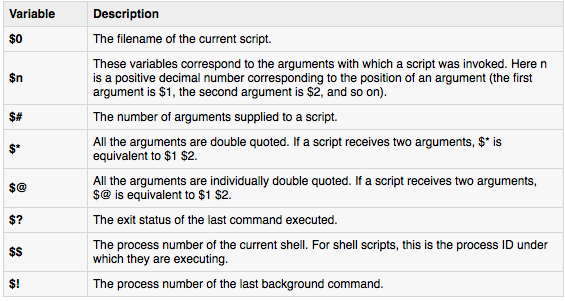 Variable Description
$0 The filename of the current script.
These variables correspond to the arguments with which a script was invoked. Here n
$n is a positive decimal number corresponding to the position of an argument (the first
argument is $1, the second argument is $2, and so on).
$# The number of arguments supplied to a script.
$* All the arguments are double quoted. If a script receives two arguments, $* is
equivalent to $1 $2.
$@ All the arguments are individually double quoted. If a script receives two arguments,
$@ is equivalent to $1 $2.
$? The exit status of the last command executed.
$$ The process number of the current shell. For shell scripts, this is the process ID under
which they are executing.
$! The process number of the last background command.